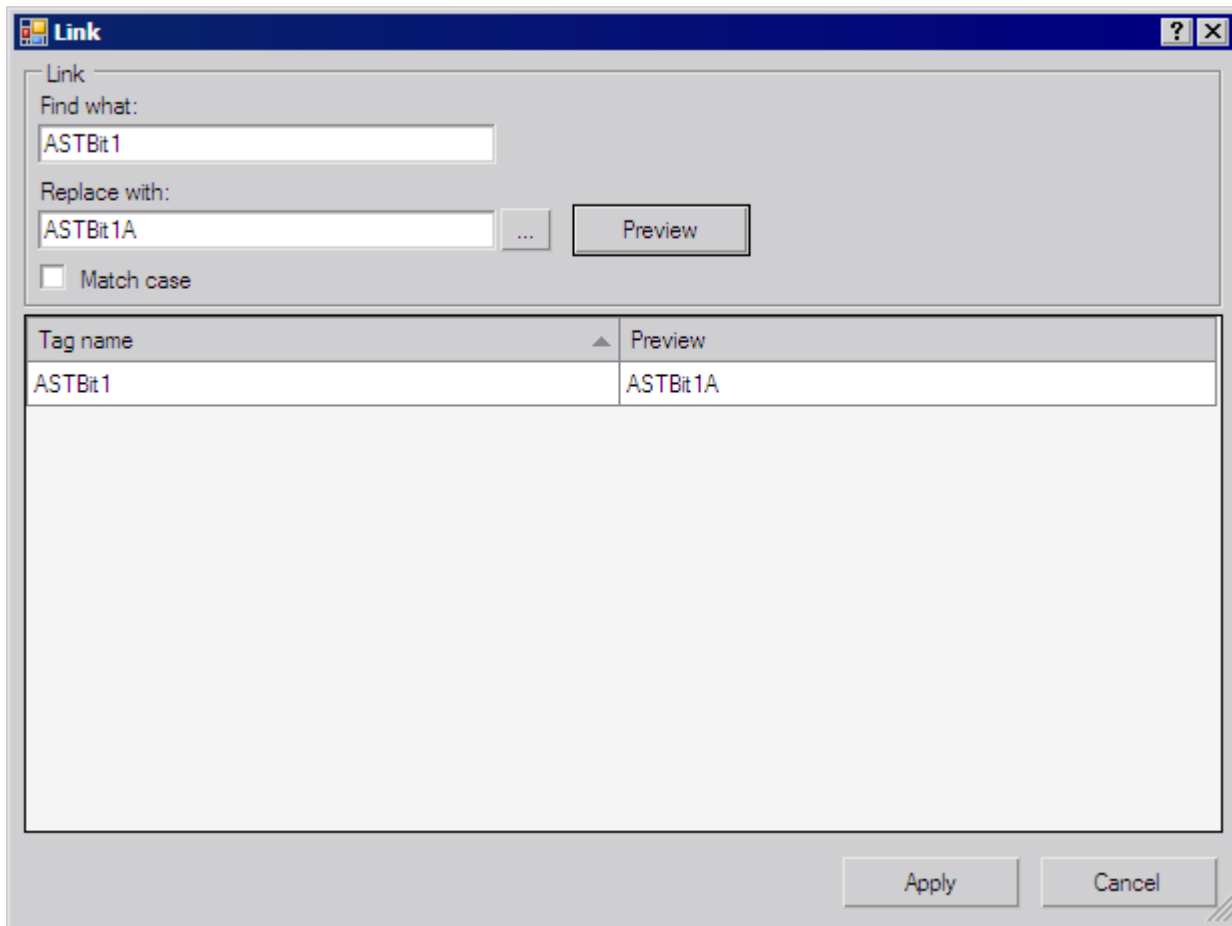 Link
Link
Find what:
ASTBit1
Replace with:
ASTBit1A ... Preview
Match case
Tag name Preview
ASTBit1 ASTBit1A
Apply Cancel